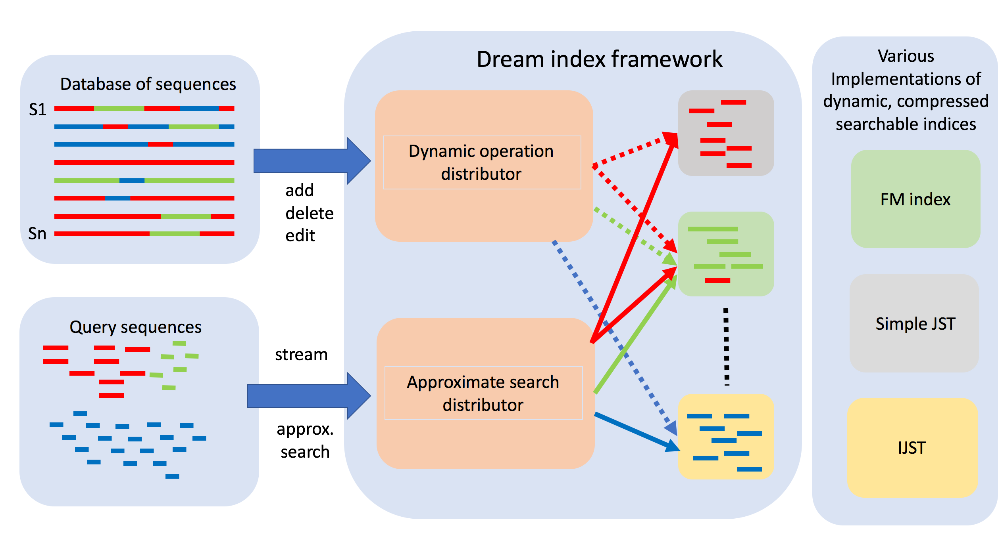 Dream index framework
Database of sequences
S1
Sn
add
delete
edit
Dynamic operation
distributor
Query sequences
stream
approx.
search
Approximate search
distributor
Various
Implementations of
dynamic, compressed
searchable indices
FM index
Simple JST
IJST